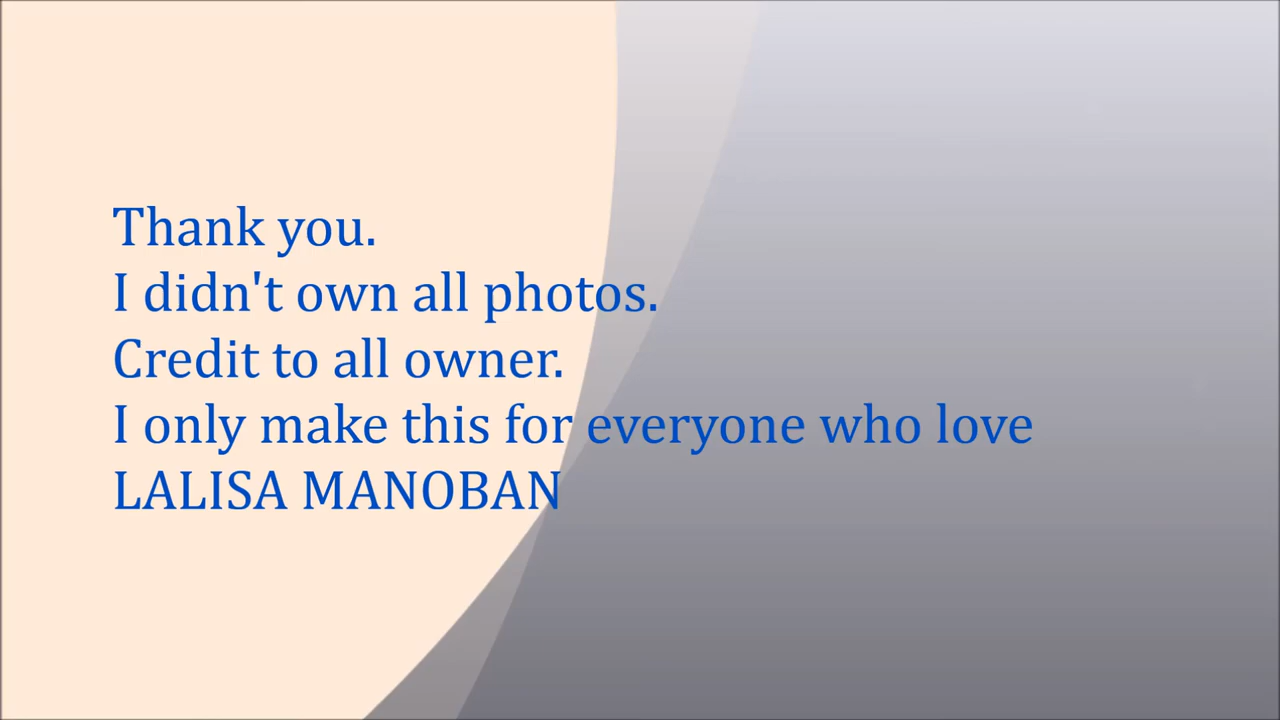 Thank you.
I didn't own all photos.
Credit to all owner.
I only make this for everyone who love
LALISA MANOBAN